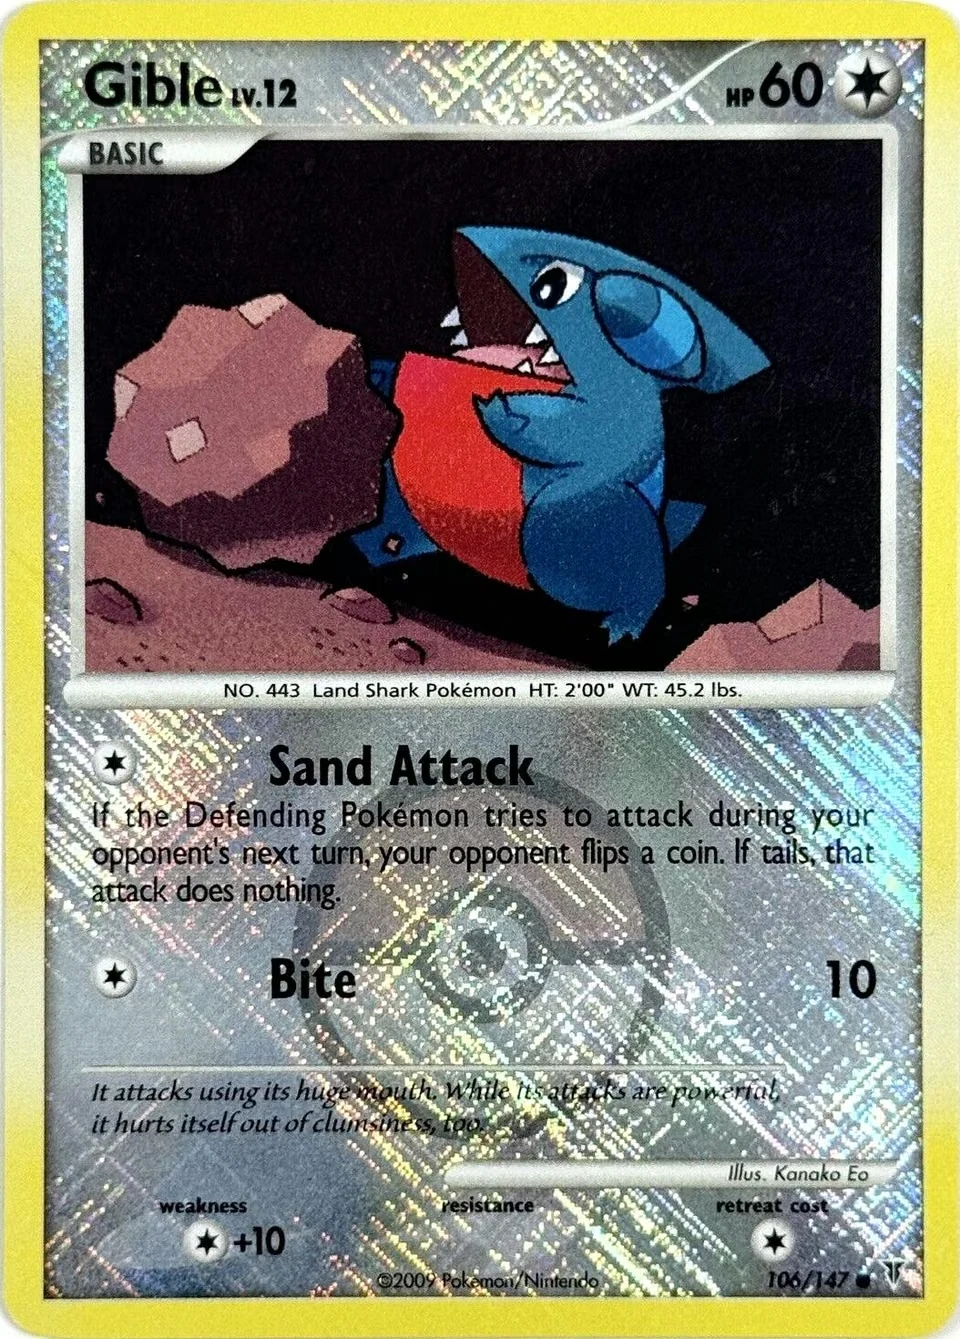 Gible LV.12 HP 60
BASIC
NO. 443 Land Shark Pokémon HT: 2'00" WT: 45.2 lbs.
Sand Attack
If the Defending Pokémon tries to attack during your
opponent's next turn, your opponent flips a coin. If tails, that
attack does nothing.
Bite 10
It attacks using its huge mouth. While its attacks are powerful,
it hurts itself out of clumsiness, too.
Illus. Kanako Eo
weakness resistance retreat cost
+10
©2009 Pokémon/Nintendo 106/147